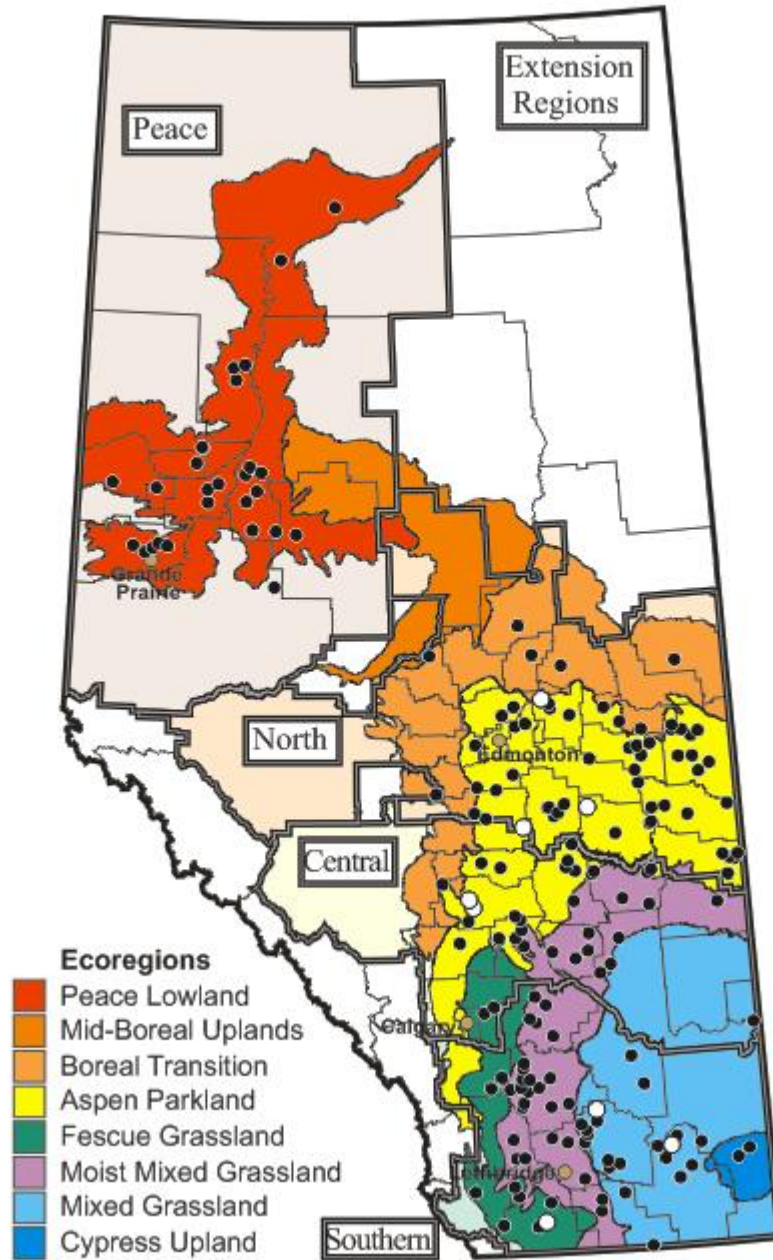 Extension
Regions
Peace
Grande
Prairie
North
Edmonton
Central
Calgary
Lethbridge
Southern
Ecoregions
Peace Lowland
Mid-Boreal Uplands
Boreal Transition
Aspen Parkland
Fescue Grassland
Moist Mixed Grassland
Mixed Grassland
Cypress Upland